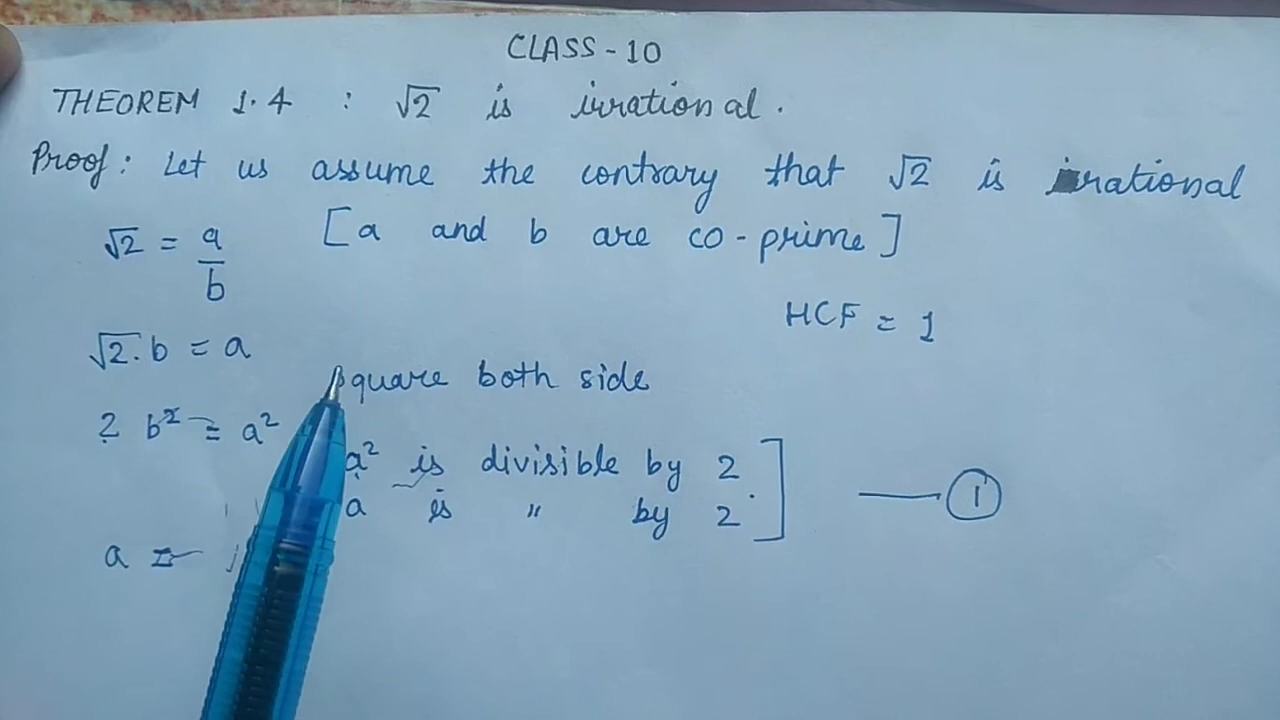 CLASS - 10
THEOREM 1.4 : √2 is irrational.
Proof : Let us assume the contrary that √2 is rational
√2 = a/b [a and b are co-prime]
HCF = 1
√2.b = a
square both side
2 b² = a²
a² is divisible by 2
a is " by 2.
1
a =